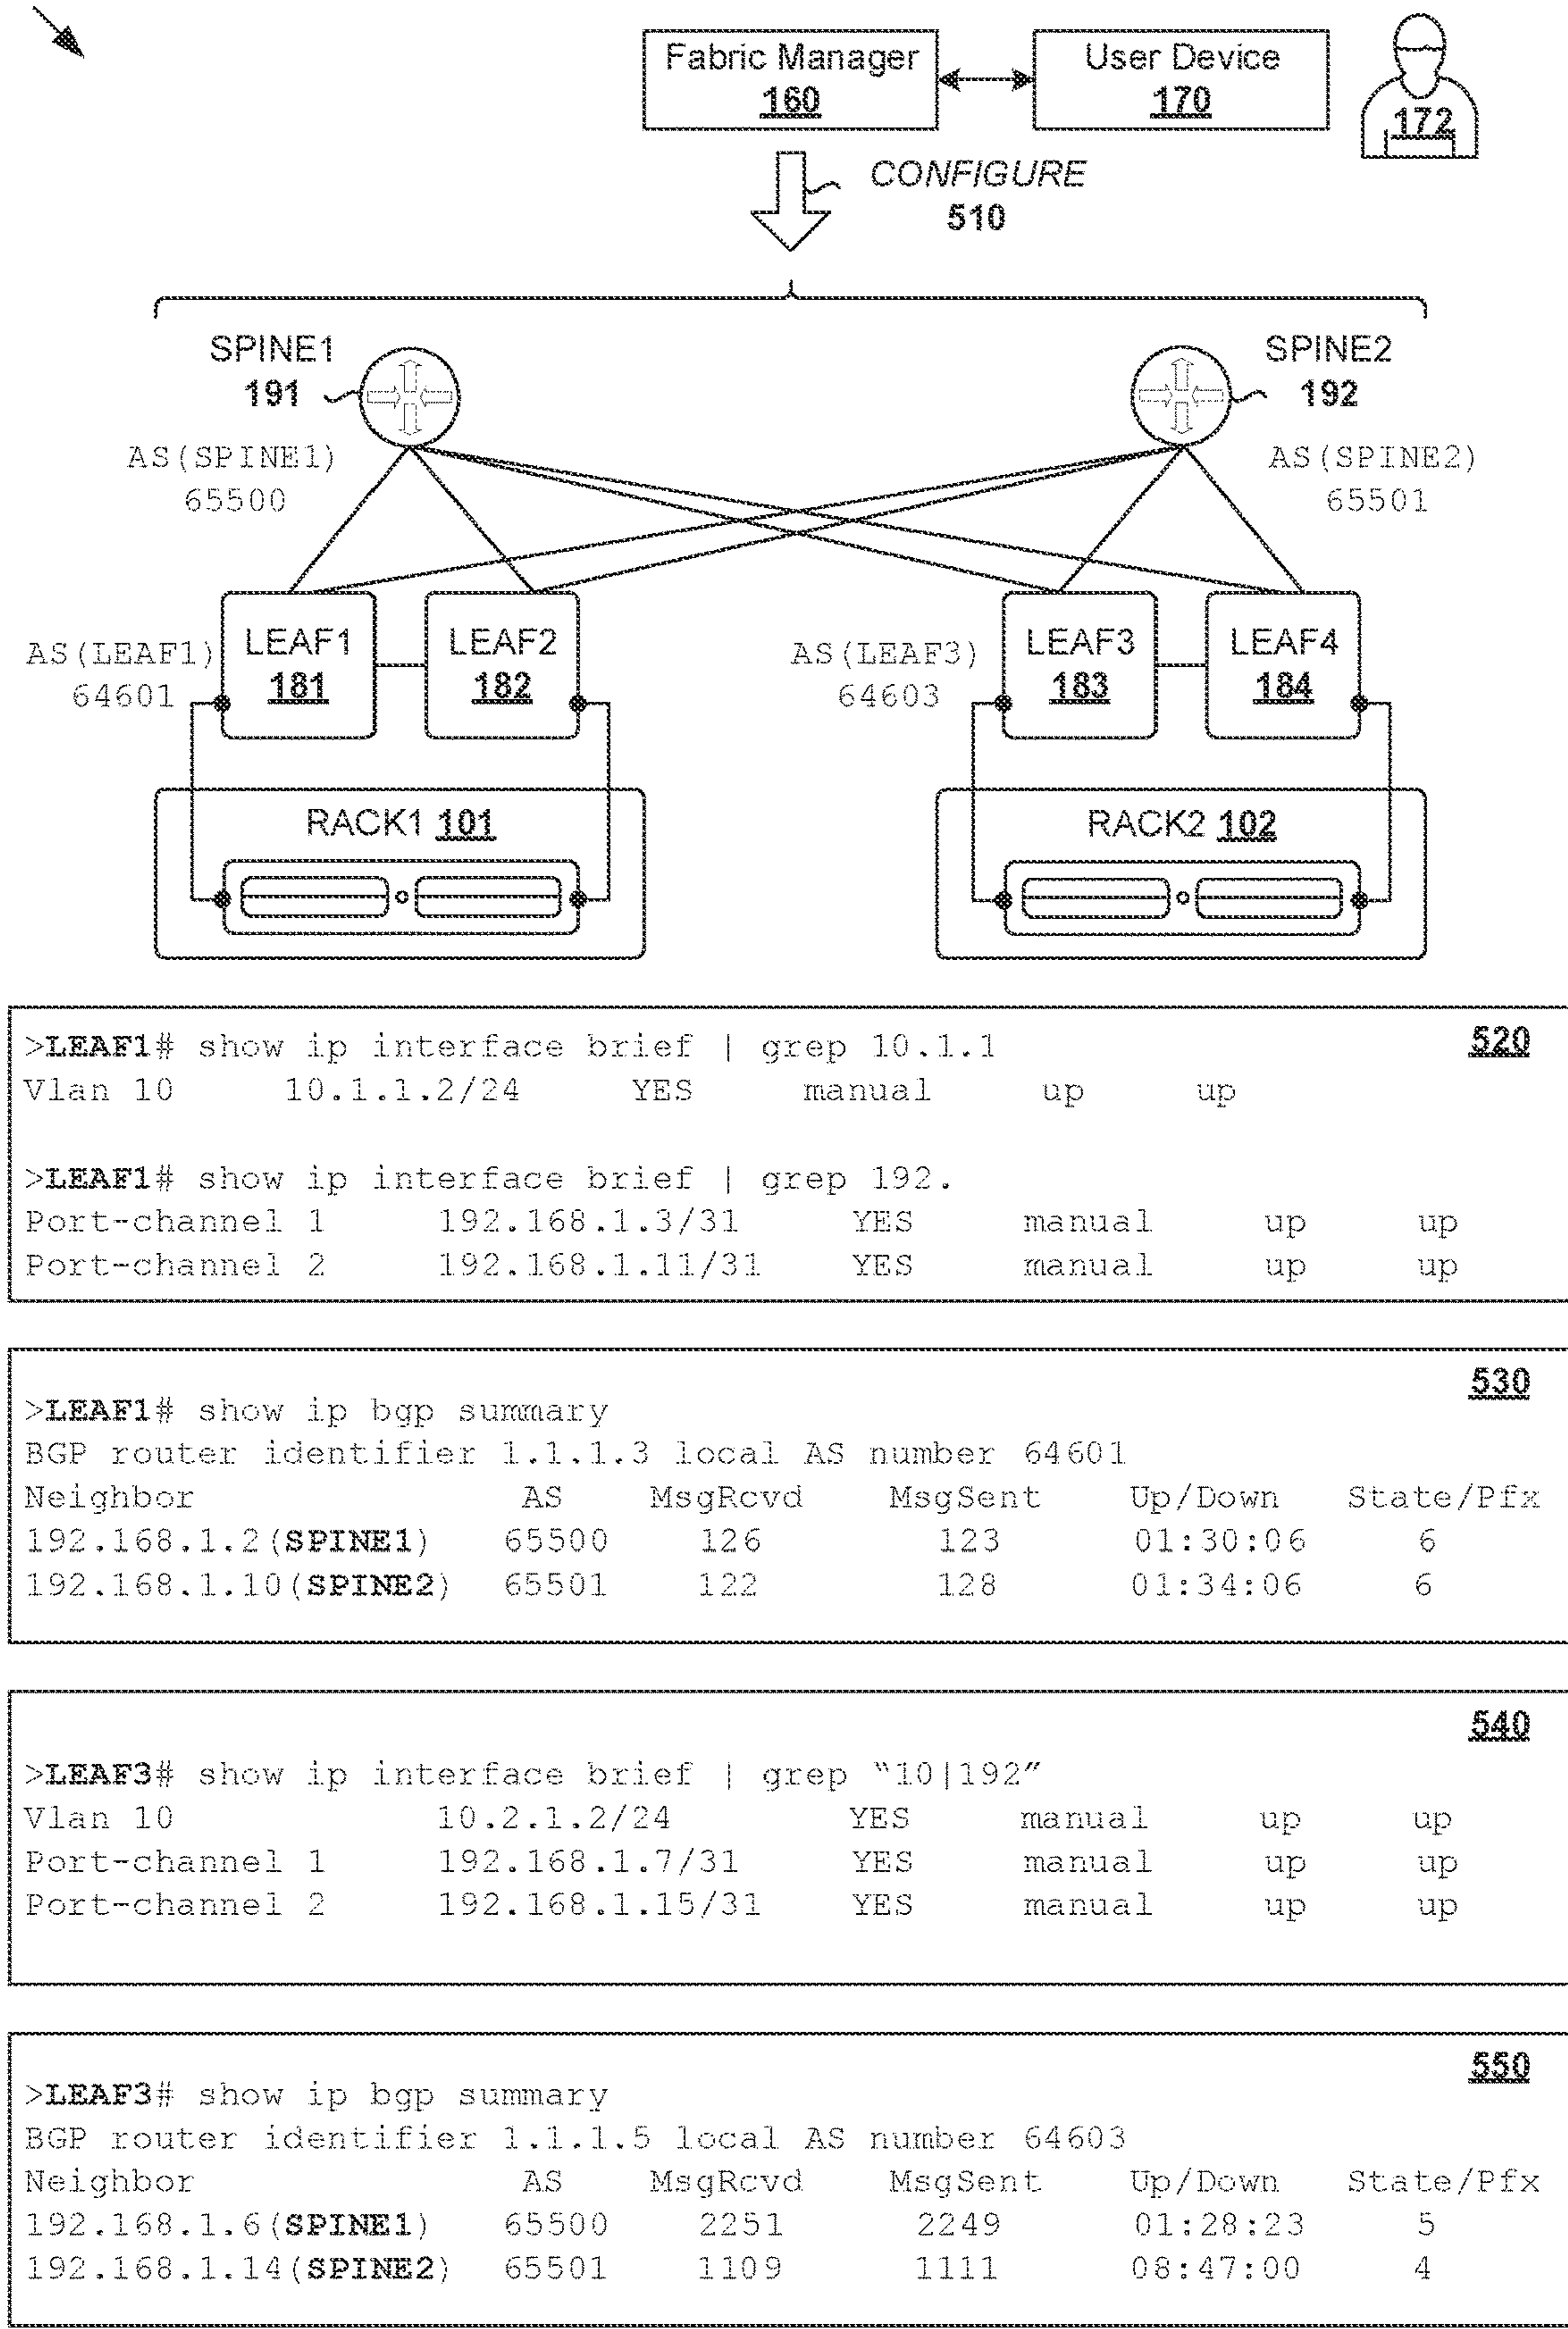 Fabric Manager
160
User Device
170
172
CONFIGURE
510
SPINE1
191
SPINE2
192
AS(SPINE1)
65500
AS(SPINE2)
65501
AS(LEAF1)
64601
LEAF1
181
LEAF2
182
AS(LEAF3)
64603
LEAF3
183
LEAF4
184
RACK1 101
RACK2 102
520
>LEAF1# show ip interface brief | grep 10.1.1
Vlan 10 10.1.1.2/24 YES manual up up
>LEAF1# show ip interface brief | grep 192.
Port-channel 1 192.168.1.3/31 YES manual up up
Port-channel 2 192.168.1.11/31 YES manual up up
530
>LEAF1# show ip bgp summary
BGP router identifier 1.1.1.3 local AS number 64601
Neighbor AS MsgRcvd MsgSent Up/Down State/Pfx
192.168.1.2(SPINE1) 65500 126 123 01:30:06 6
192.168.1.10(SPINE2) 65501 122 128 01:34:06 6
540
>LEAF3# show ip interface brief | grep “10|192”
Vlan 10 10.2.1.2/24 YES manual up up
Port-channel 1 192.168.1.7/31 YES manual up up
Port-channel 2 192.168.1.15/31 YES manual up up
550
>LEAF3# show ip bgp summary
BGP router identifier 1.1.1.5 local AS number 64603
Neighbor AS MsgRcvd MsgSent Up/Down State/Pfx
192.168.1.6(SPINE1) 65500 2251 2249 01:28:23 5
192.168.1.14(SPINE2) 65501 1109 1111 08:47:00 4